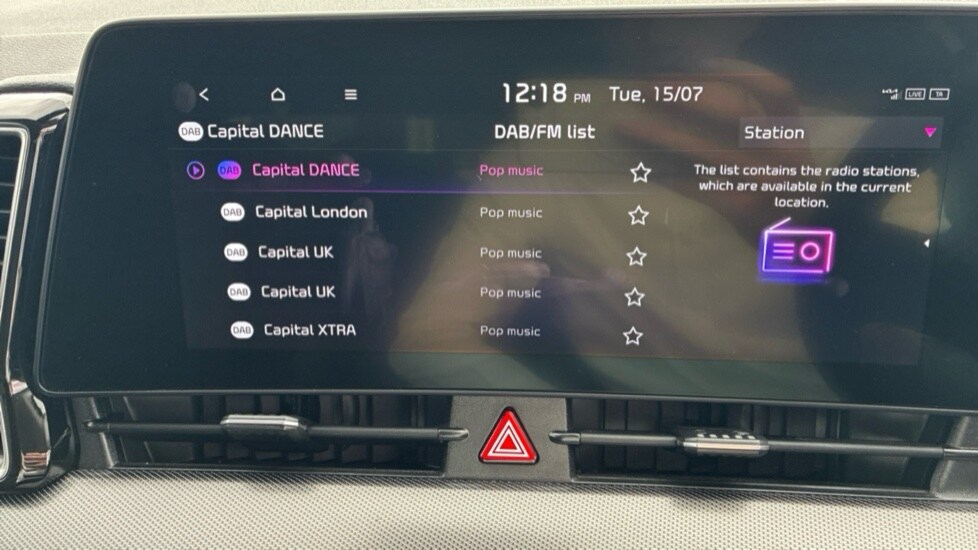 12:18 PM Tue, 15/07
LIVE TA
DAB Capital DANCE DAB/FM list Station
DAB Capital DANCE Pop music
DAB Capital London Pop music
DAB Capital UK Pop music
DAB Capital UK Pop music
DAB Capital XTRA Pop music
The list contains the radio stations,
which are available in the current
location.